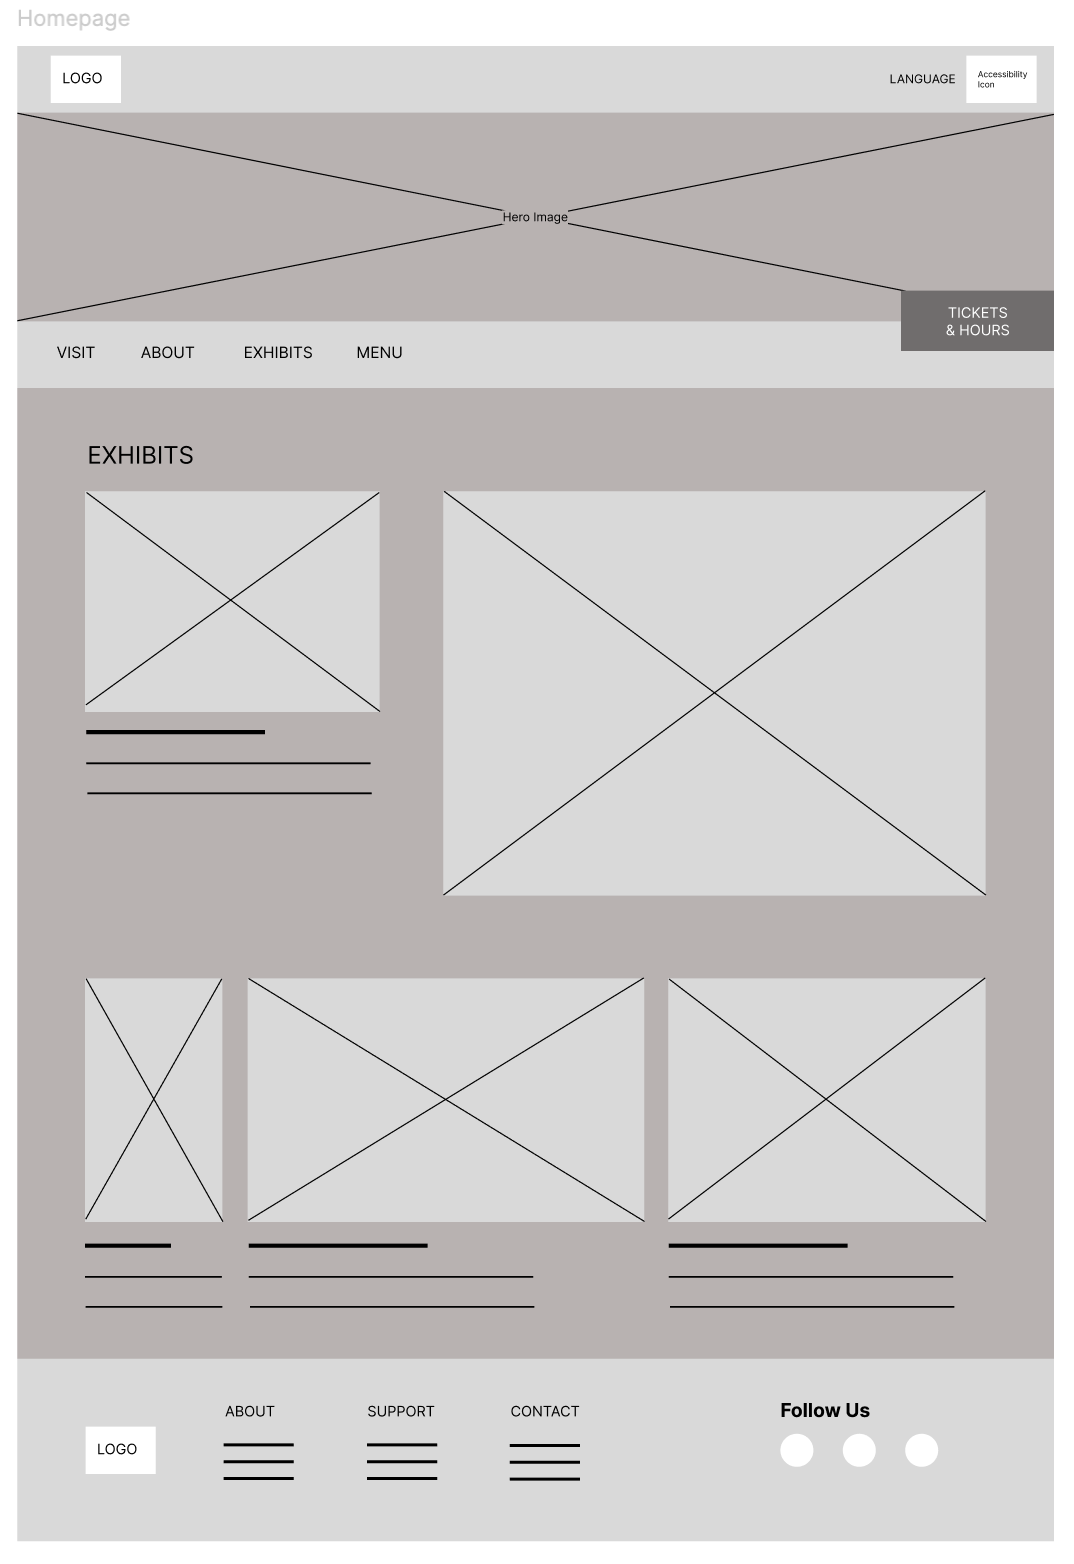 Homepage
LOGO
LANGUAGE
Accessibility
Icon
Hero Image
TICKETS
& HOURS
VISIT
ABOUT
EXHIBITS
MENU
EXHIBITS
ABOUT
SUPPORT
CONTACT
Follow Us
LOGO